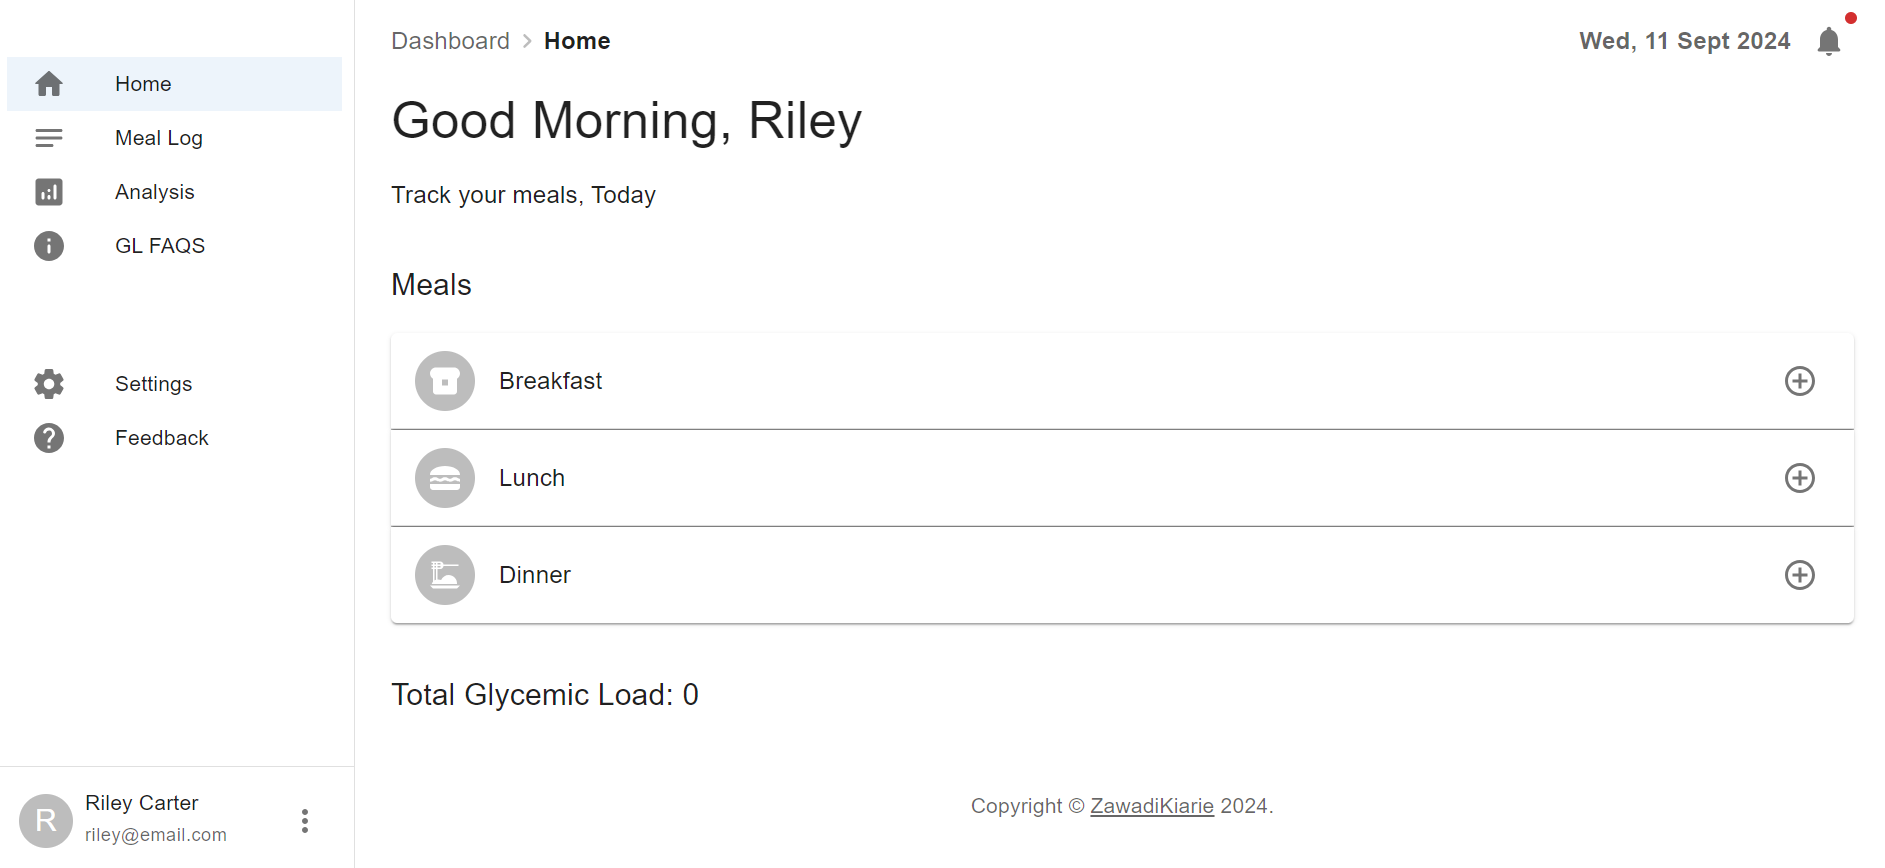 Home
Meal Log
Analysis
GL FAQS
Settings
Feedback
R
Riley Carter
riley@email.com
Dashboard > Home
Wed, 11 Sept 2024
Good Morning, Riley
Track your meals, Today
Meals
Breakfast
Lunch
Dinner
Total Glycemic Load: 0
Copyright © ZawadiKiarie 2024.